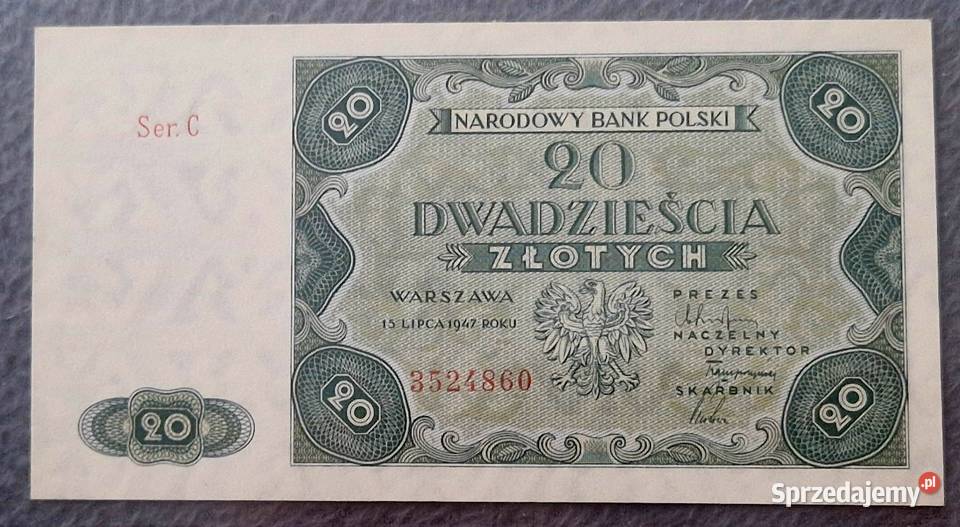 Ser. C
20
20
NARODOWY BANK POLSKI
20
DWADZIEŚCIA
ZŁOTYCH
WARSZAWA
15 LIPCA 1947 ROKU
PREZES
NACZELNY
DYREKTOR
SKARBNIK
3524860
20
20
20
Sprzedajemy.pl